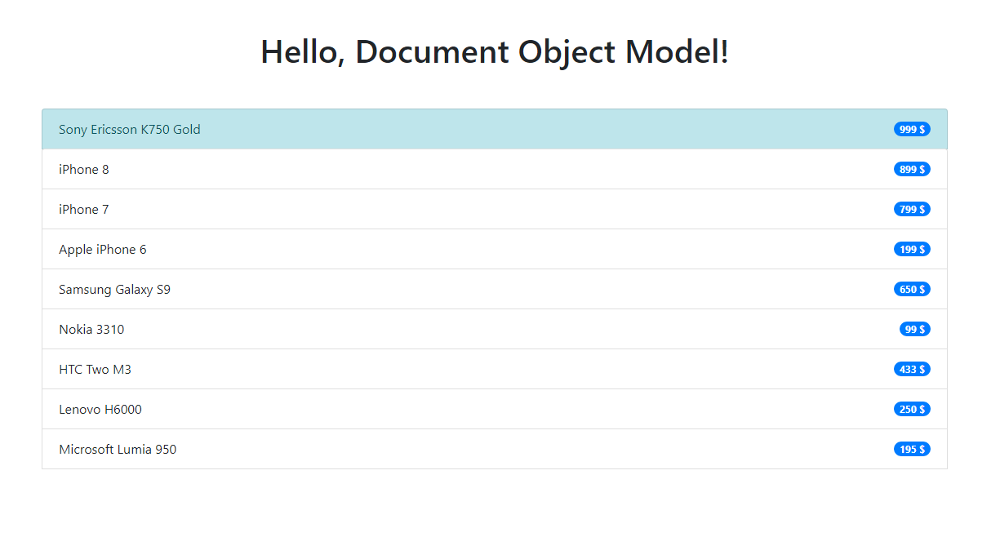 Hello, Document Object Model!
Sony Ericsson K750 Gold 999 $
iPhone 8 899 $
iPhone 7 799 $
Apple iPhone 6 199 $
Samsung Galaxy S9 650 $
Nokia 3310 99 $
HTC Two M3 433 $
Lenovo H6000 250 $
Microsoft Lumia 950 195 $